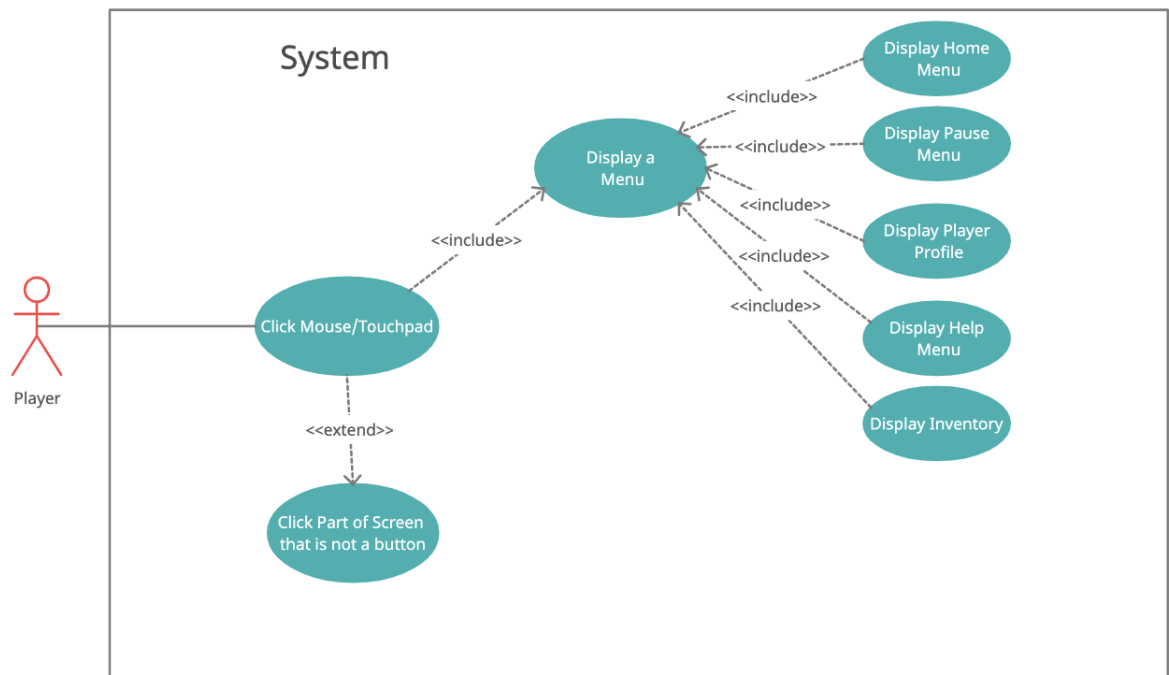 System
Display Home
Menu
<<include>>
Display Pause
Menu
<<include>>
Display a
Menu
<<include>>
Display Player
Profile
<<include>>
<<include>>
<<include>>
Click Mouse/Touchpad
Display Help
Menu
Player
Display Inventory
<<extend>>
Click Part of Screen
that is not a button